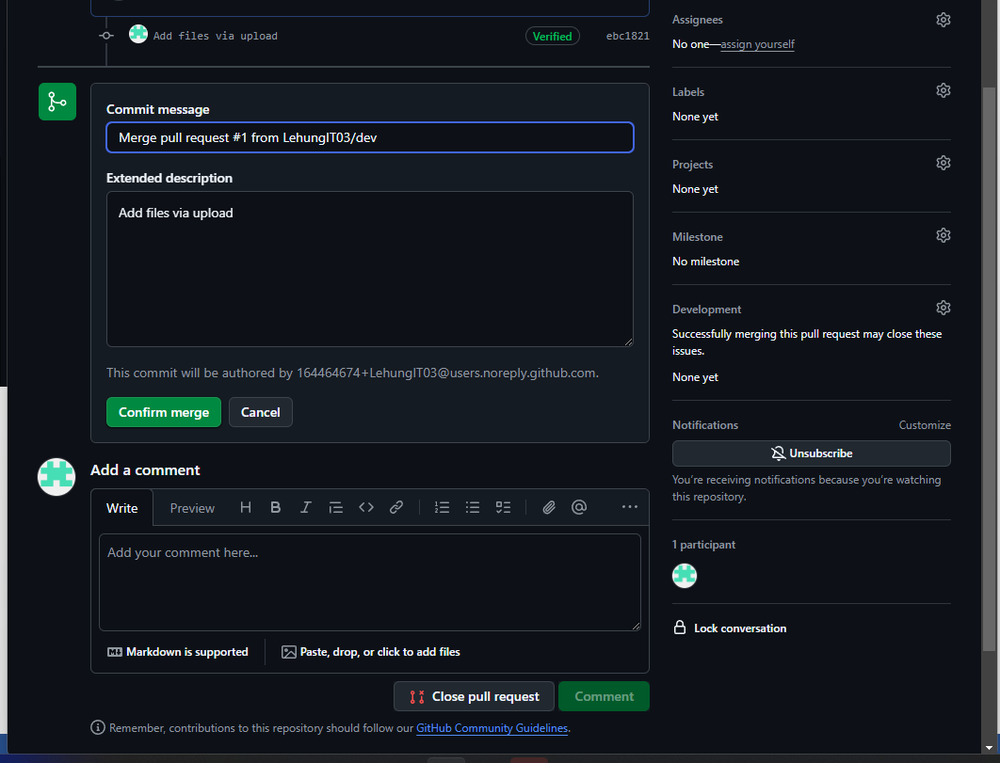 Add files via upload
Verified
ebc1821
Commit message
Merge pull request #1 from LehungIT03/dev
Extended description
Add files via upload
This commit will be authored by 164464674+LehungIT03@users.noreply.github.com.
Confirm merge
Cancel
Add a comment
Write
Preview
H B I
Add your comment here...
Markdown is supported
Paste, drop, or click to add files
Close pull request
Comment
Remember, contributions to this repository should follow our GitHub Community Guidelines.
Assignees
No one—assign yourself
Labels
None yet
Projects
None yet
Milestone
No milestone
Development
Successfully merging this pull request may close these
issues.
None yet
Notifications
Customize
Unsubscribe
You're receiving notifications because you're watching
this repository.
1 participant
Lock conversation